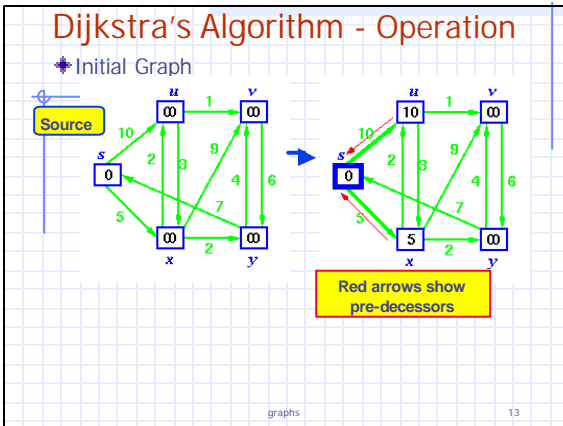 Dijkstra's Algorithm - Operation
Initial Graph
u v
∞ 1 ∞
Source
10
s
0
2 3 9 4 6
5 7
∞ 2 ∞
x y
u v
10 1 ∞
10
s
0
2 3 9 4 6
5 7
5 2 ∞
x y
Red arrows show
pre-decessors
graphs 13